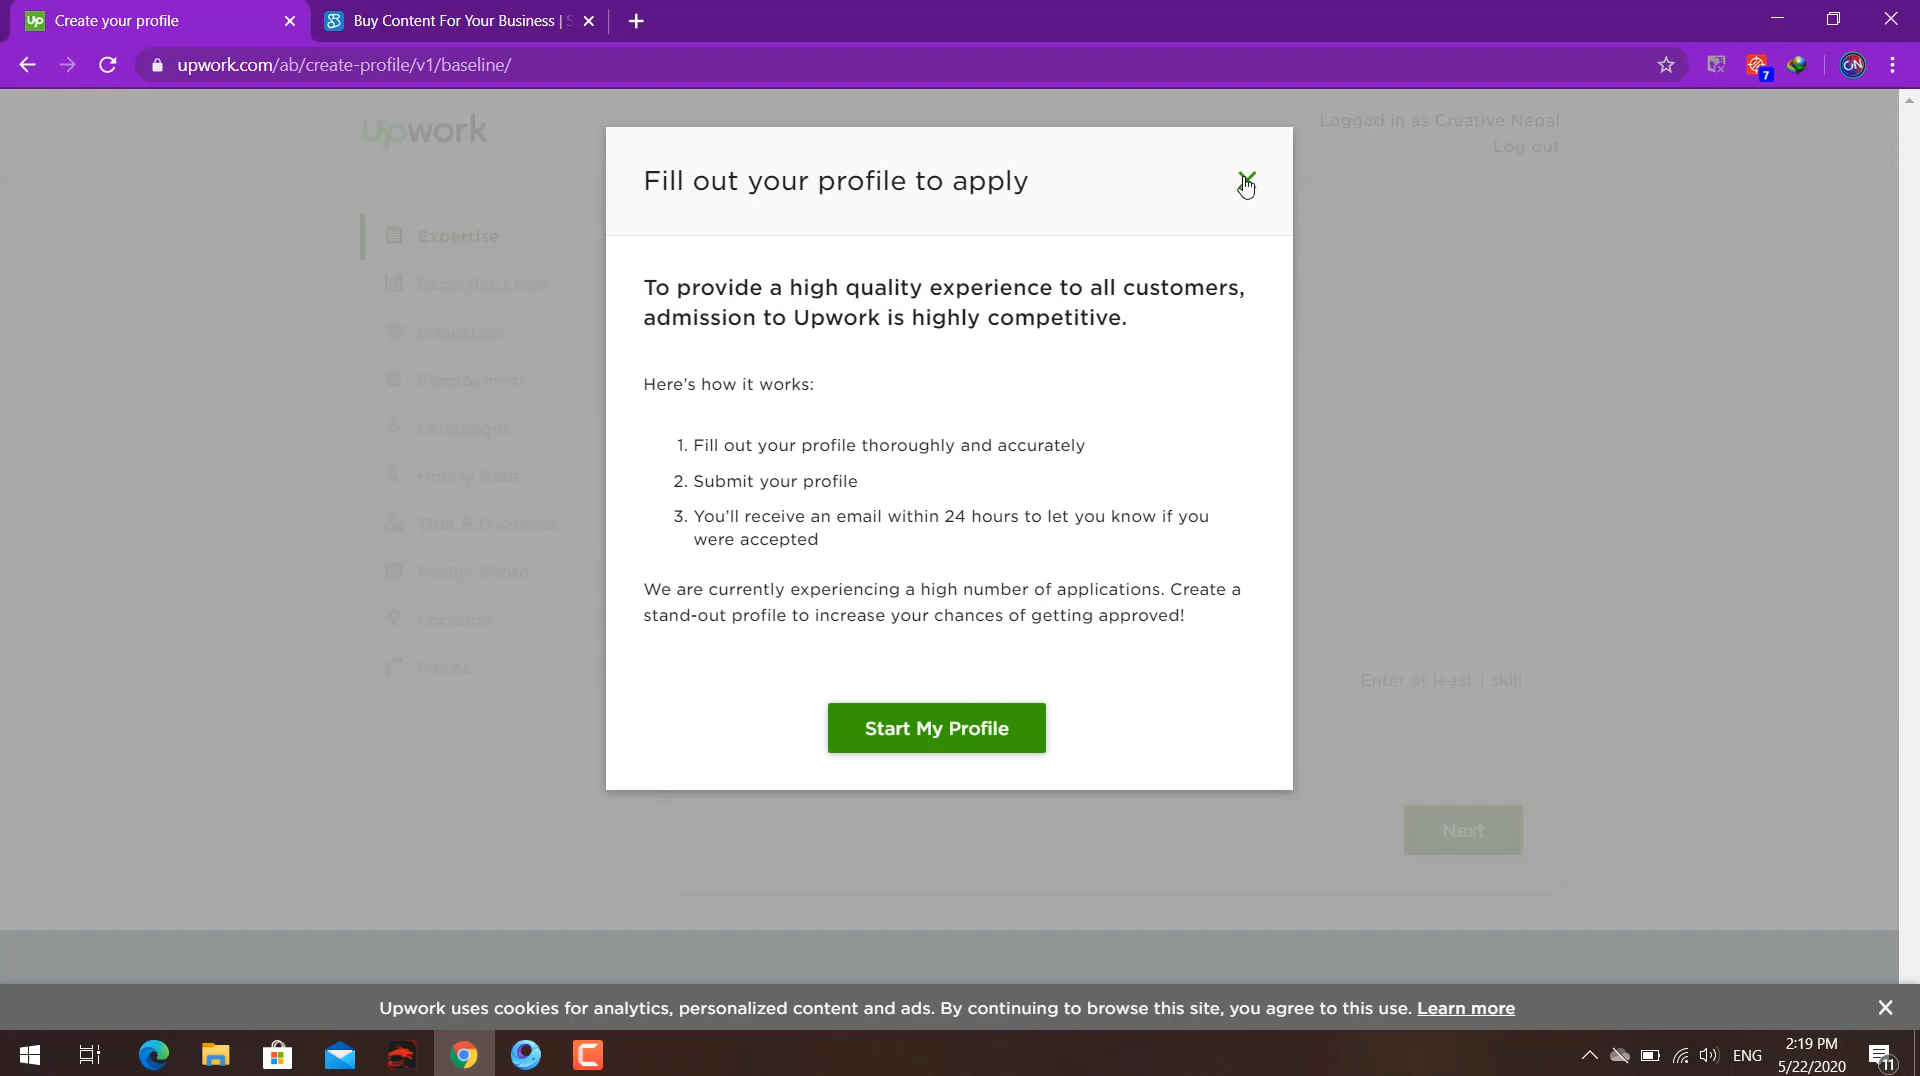 Create your profile
Buy Content For Your Business |
upwork.com/ab/create-profile/v1/baseline/
7
CN
Upwork
Logged in as Creative Nepal
Log out
Fill out your profile to apply
Expertise
Expertise Level
Education
Employment
Languages
Hourly Rate
Title & Overview
Profile Photo
Location
Phone
To provide a high quality experience to all customers,
admission to Upwork is highly competitive.
Here's how it works:
1. Fill out your profile thoroughly and accurately
2. Submit your profile
3. You'll receive an email within 24 hours to let you know if you
were accepted
We are currently experiencing a high number of applications. Create a
stand-out profile to increase your chances of getting approved!
Enter at least 1 skill
Start My Profile
Next
Upwork uses cookies for analytics, personalized content and ads. By continuing to browse this site, you agree to this use. Learn more
ENG
2:19 PM
5/22/2020
11